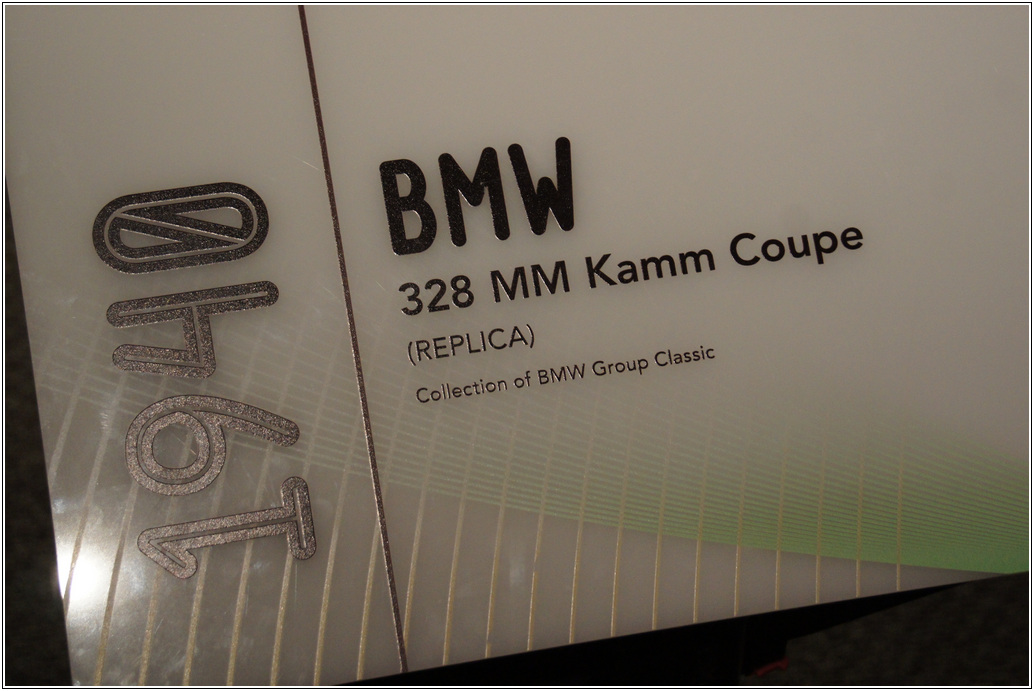 1940
BMW
328 MM Kamm Coupe
(REPLICA)
Collection of BMW Group Classic